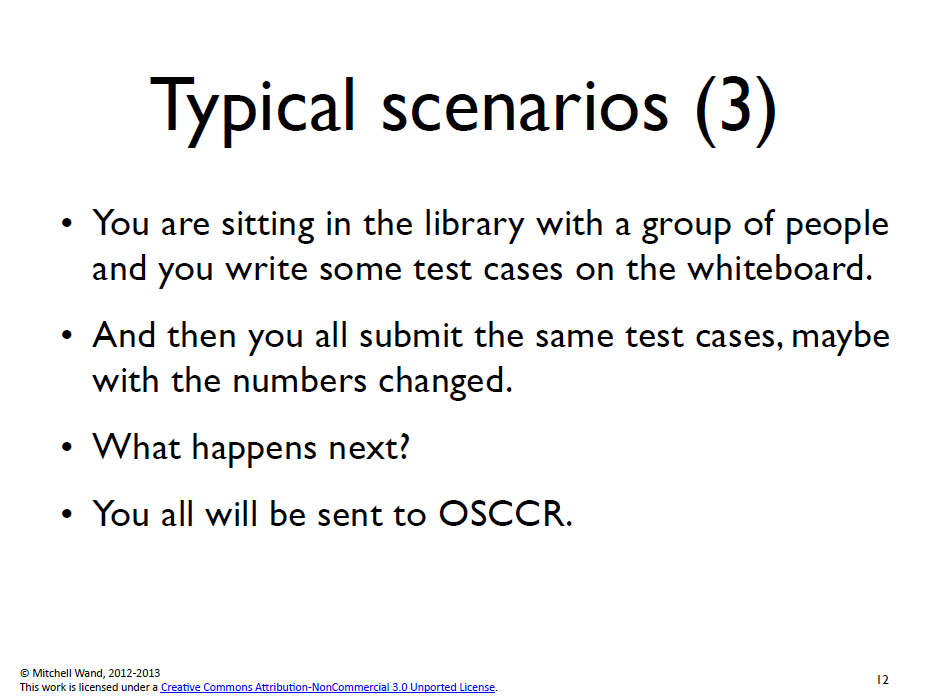 Typical scenarios (3)
• You are sitting in the library with a group of people
and you write some test cases on the whiteboard.
• And then you all submit the same test cases, maybe
with the numbers changed.
• What happens next?
• You all will be sent to OSCCR.
© Mitchell Wand, 2012-2013
This work is licensed under a Creative Commons Attribution-NonCommercial 3.0 Unported License.
12